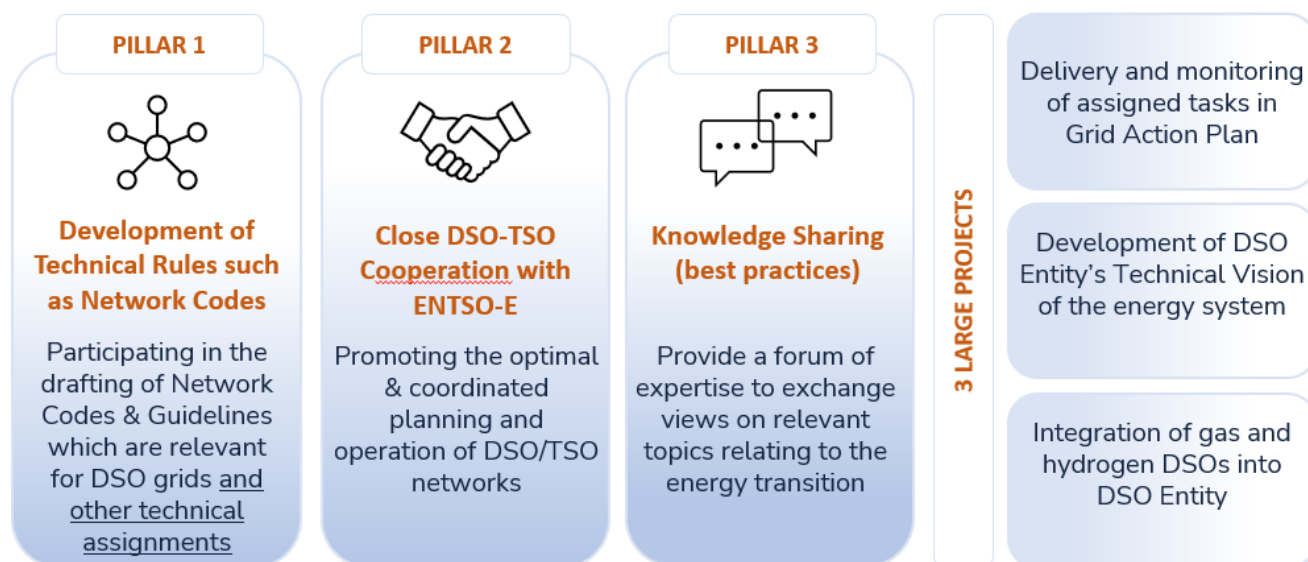 PILLAR 1
Development of
Technical Rules such
as Network Codes
Participating in the
drafting of Network
Codes & Guidelines
which are relevant
for DSO grids and
other technical
assignments
PILLAR 2
Close DSO-TSO
Cooperation with
ENTSO-E
Promoting the optimal
& coordinated
planning and
operation of DSO/TSO
networks
PILLAR 3
Knowledge Sharing
(best practices)
Provide a forum of
expertise to exchange
views on relevant
topics relating to the
energy transition
3 LARGE PROJECTS
Delivery and monitoring
of assigned tasks in
Grid Action Plan
Development of DSO
Entity’s Technical Vision
of the energy system
Integration of gas and
hydrogen DSOs into
DSO Entity